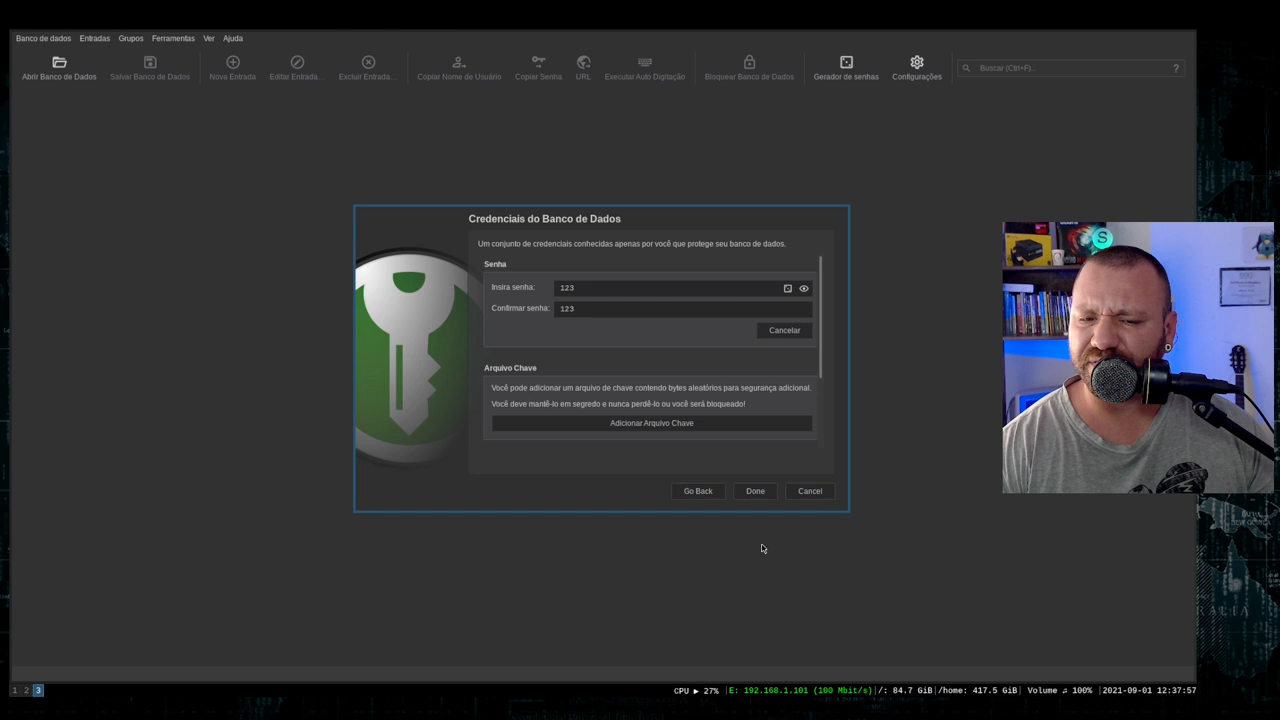 Banco de dados Entradas Grupos Ferramentas Ver Ajuda
Abrir Banco de Dados Salvar Banco de Dados Nova Entrada Editar Entrada... Excluir Entrada... Copiar Nome de Usuário Copiar Senha URL Executar Auto Digitação Bloquear Banco de Dados Gerador de senhas Configurações Buscar (Ctrl+F)... ?
Credenciais do Banco de Dados
Um conjunto de credenciais conhecidas apenas por você que protege seu banco de dados.
Senha
Insira senha: 123
Confirmar senha: 123
Cancelar
Arquivo Chave
Você pode adicionar um arquivo de chave contendo bytes aleatórios para segurança adicional.
Você deve mantê-lo em segredo e nunca perdê-lo ou você será bloqueado!
Adicionar Arquivo Chave
Go Back Done Cancel
S
RALIA
1 2 3
CPU ▶ 27% |E: 192.168.1.101 (100 Mbit/s)|/: 84.7 GiB|/home: 417.5 GiB| Volume ♫ 100% |2021-09-01 12:37:57